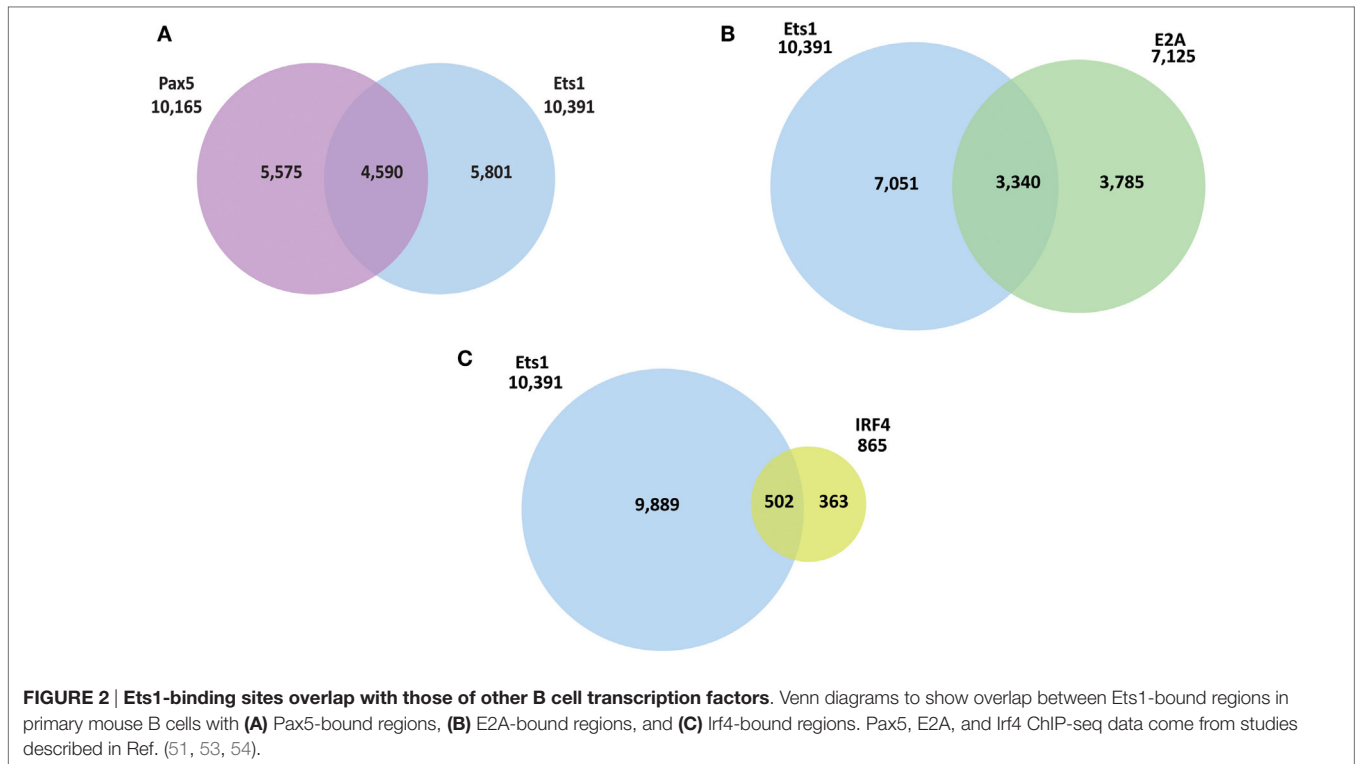 A
Pax5
10,165
Ets1
10,391
5,575
4,590
5,801
B
Ets1
10,391
E2A
7,125
7,051
3,340
3,785
C
Ets1
10,391
IRF4
865
9,889
502
363
FIGURE 2 | Ets1-binding sites overlap with those of other B cell transcription factors. Venn diagrams to show overlap between Ets1-bound regions in
primary mouse B cells with (A) Pax5-bound regions, (B) E2A-bound regions, and (C) Irf4-bound regions. Pax5, E2A, and Irf4 ChIP-seq data come from studies
described in Ref. (51, 53, 54).